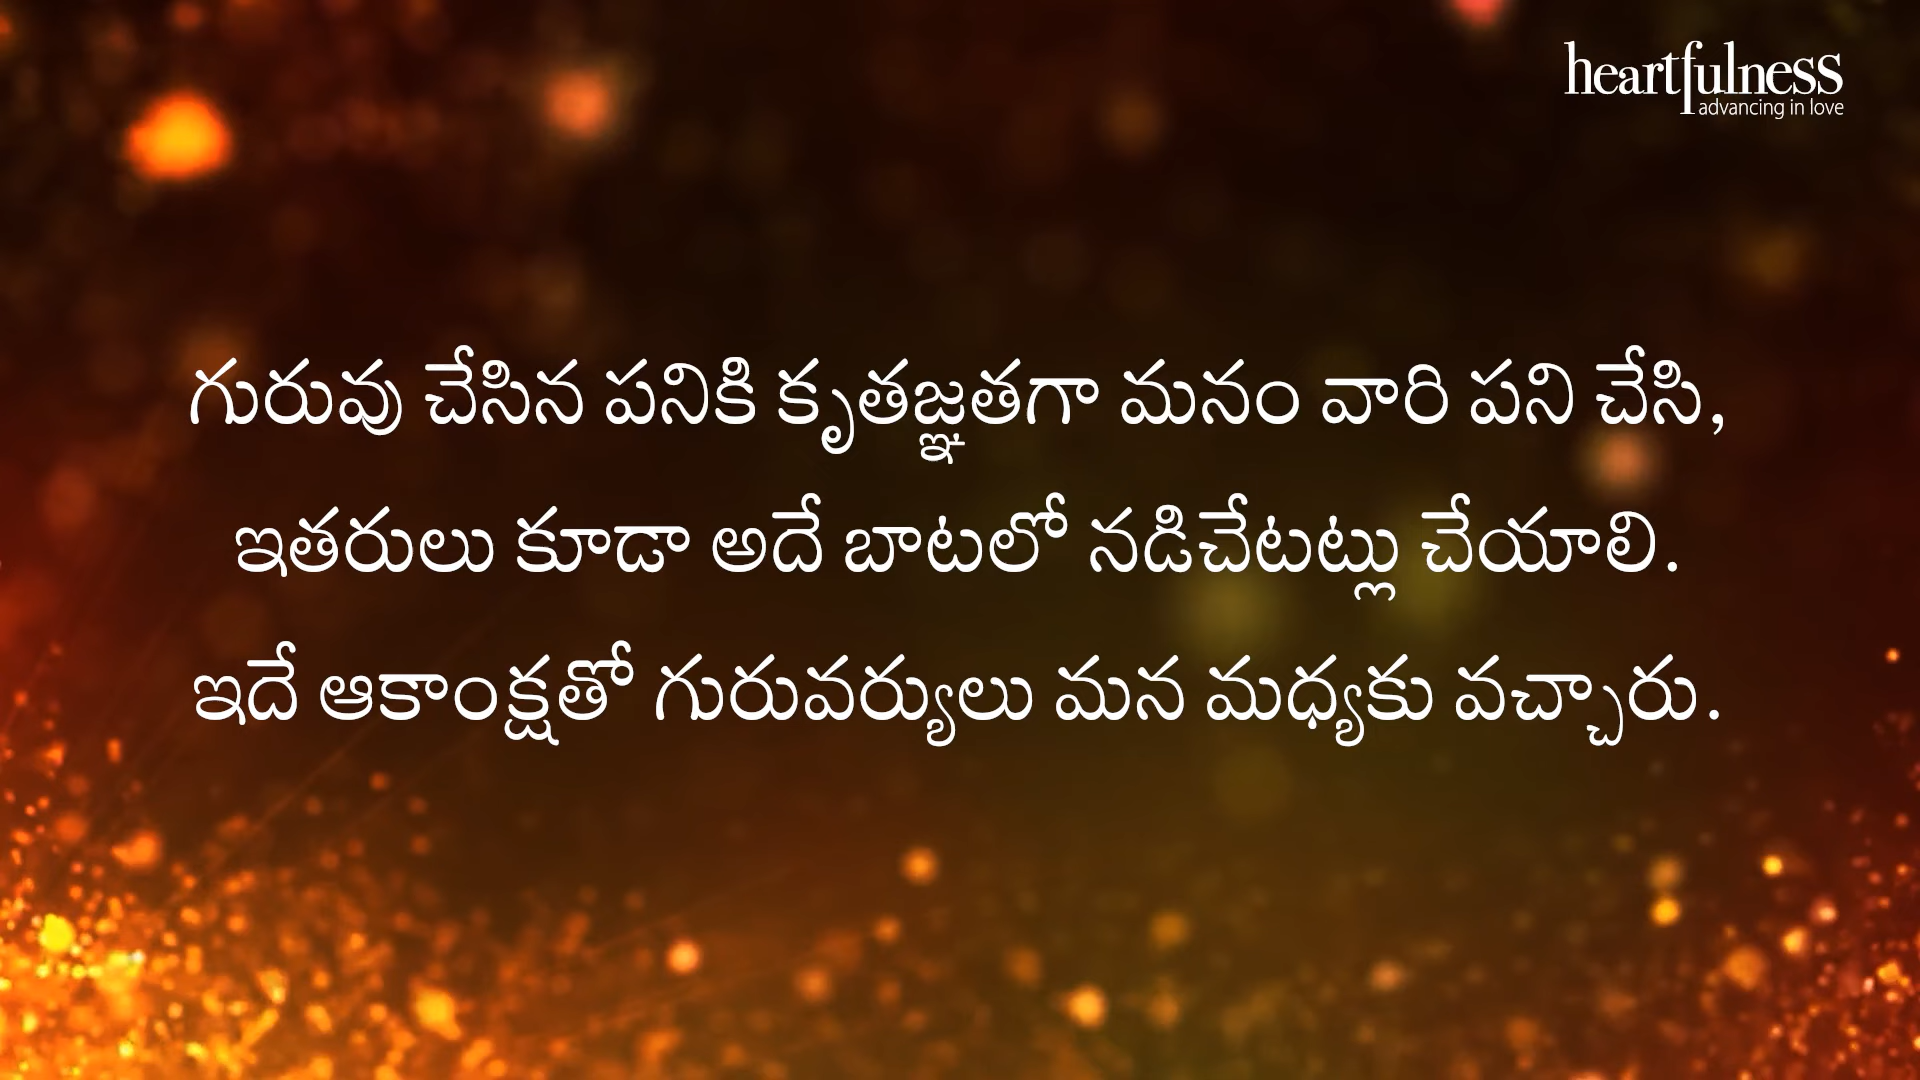 heartfulness
advancing in love
గురువు చేసిన పనికి కృతజ్ఞతగా మనం వారి పని చేసి,
ఇతరులు కూడా అదే బాటలో నడిచేటట్లు చేయాలి.
ఇదే ఆకాంక్షతో గురువర్యులు మన మధ్యకు వచ్చారు.